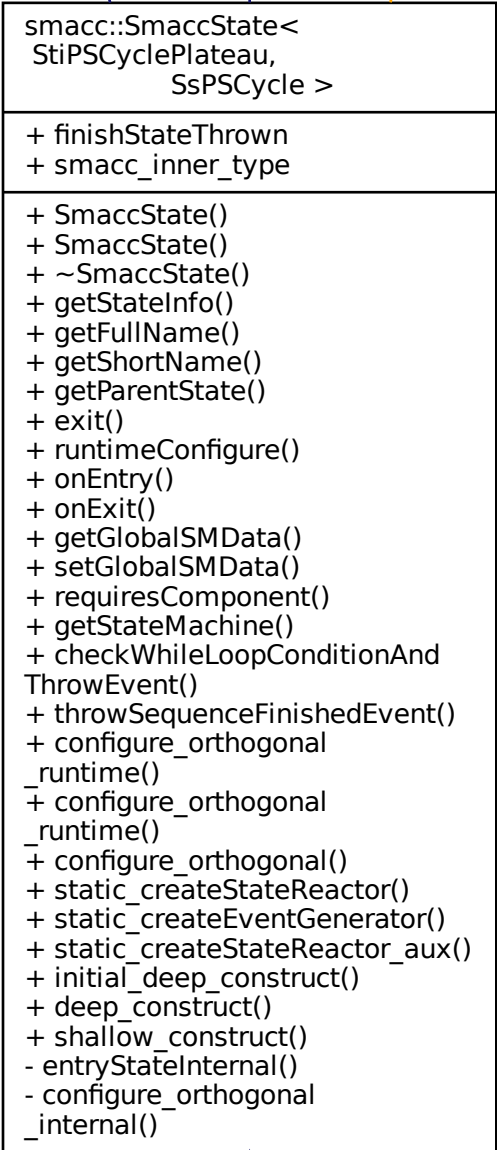 smacc::SmaccState<
StiPSCyclePlateau,
SsPSCycle >
+ finishStateThrown
+ smacc_inner_type
+ SmaccState()
+ SmaccState()
+ ~SmaccState()
+ getStateInfo()
+ getFullName()
+ getShortName()
+ getParentState()
+ exit()
+ runtimeConfigure()
+ onEntry()
+ onExit()
+ getGlobalSMData()
+ setGlobalSMData()
+ requiresComponent()
+ getStateMachine()
+ checkWhileLoopConditionAnd
ThrowEvent()
+ throwSequenceFinishedEvent()
+ configure_orthogonal
_runtime()
+ configure_orthogonal
_runtime()
+ configure_orthogonal()
+ static_createStateReactor()
+ static_createEventGenerator()
+ static_createStateReactor_aux()
+ initial_deep_construct()
+ deep_construct()
+ shallow_construct()
- entryStateInternal()
- configure_orthogonal
_internal()